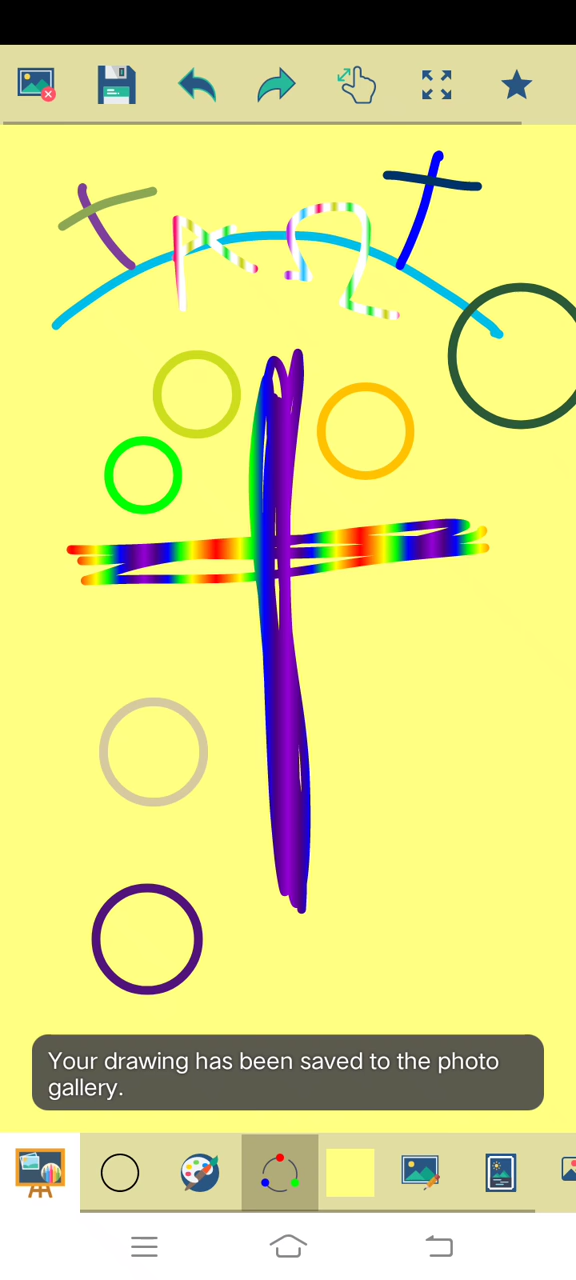 α Ω
Your drawing has been saved to the photo
gallery.